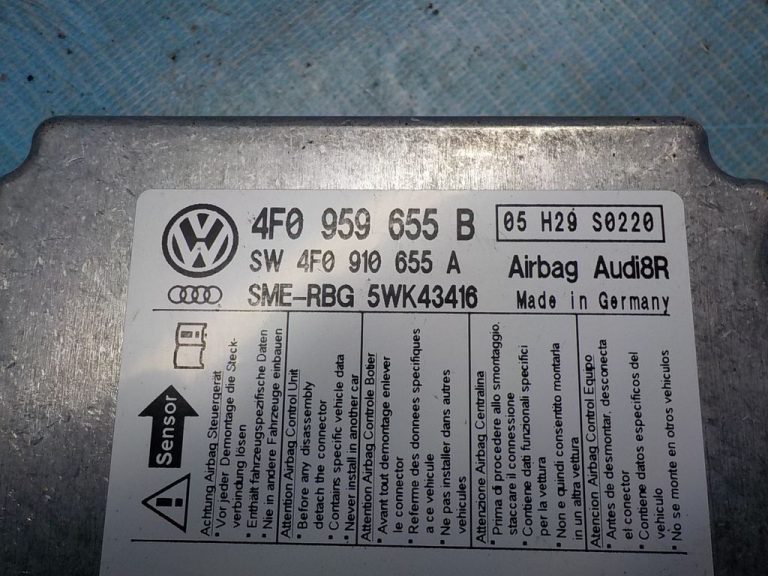 4F0 959 655 B
05 H29 S0220
SW 4F0 910 655 A
Airbag Audi8R
SME-RBG 5WK43416
Made in Germany
Sensor
Achtung Airbag Steuergerät
• Vor jeder Demontage die Steck-
verbindung lösen
• Enthält fahrzeugspezifische Daten
• Nie in andere Fahrzeuge einbauen
Attention Airbag Control Unit
• Before any disassembly
detach the connector
• Contains specific vehicle data
• Never install in another car
Attention Airbag Controle Boitier
• Avant tout demontage enlever
le connector
• Referme des donneés specifiques
a ce véhicule
• Ne pas installer dans autres
véhicules
Attenzione Airbag Centralina
• Prima di procedere allo smontaggio.
staccare il connessione
• Contiene dati funzionali specifici
per la vettura
• Non e quindi consentito montarla
in un altra vettura
Atencion Airbag Control Equipo
• Antes de desmontar, desconecta
el conector
• Contiene datos especificos del
vehiculo
• No se monte en otros vehiculos